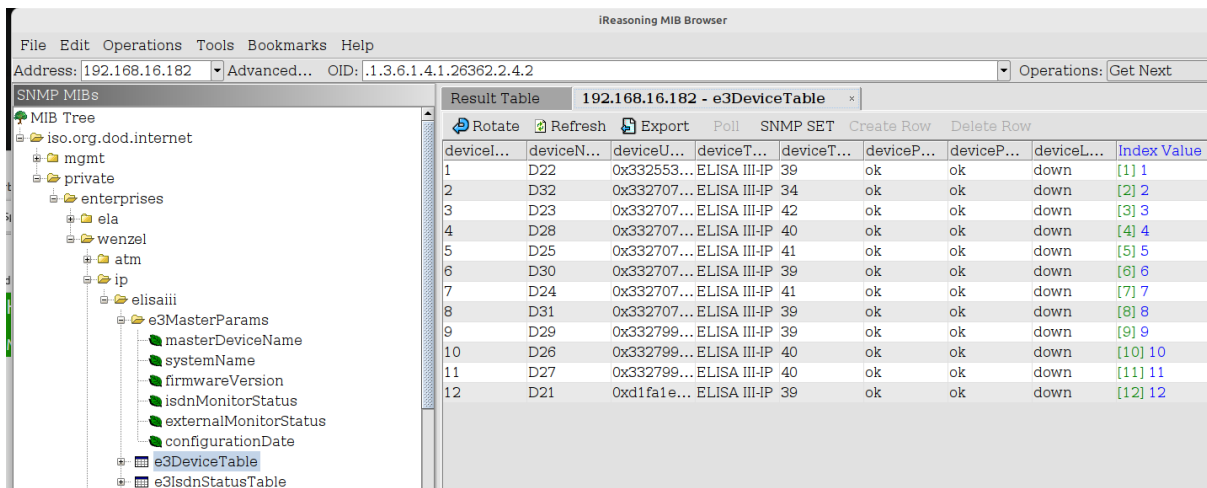 iReasoning MIB Browser
File Edit Operations Tools Bookmarks Help
Address: 192.168.16.182 Advanced... OID: .1.3.6.1.4.1.26362.2.4.2 Operations: Get Next
SNMP MIBs
MIB Tree
iso.org.dod.internet
mgmt
private
enterprises
ela
wenzel
atm
ip
elisaiii
e3MasterParams
masterDeviceName
systemName
firmwareVersion
isdnMonitorStatus
externalMonitorStatus
configurationDate
e3DeviceTable
e3IsdnStatusTable
Result Table 192.168.16.182 - e3DeviceTable ×
Rotate Refresh Export Poll SNMP SET Create Row Delete Row
deviceI... deviceN... deviceU... deviceT... deviceT... deviceP... deviceP... deviceL... Index Value
1 D22 0x332553... ELISA III-IP 39 ok ok down [1] 1
2 D32 0x332707... ELISA III-IP 34 ok ok down [2] 2
3 D23 0x332707... ELISA III-IP 42 ok ok down [3] 3
4 D28 0x332707... ELISA III-IP 40 ok ok down [4] 4
5 D25 0x332707... ELISA III-IP 41 ok ok down [5] 5
6 D30 0x332707... ELISA III-IP 39 ok ok down [6] 6
7 D24 0x332707... ELISA III-IP 41 ok ok down [7] 7
8 D31 0x332707... ELISA III-IP 39 ok ok down [8] 8
9 D29 0x332799... ELISA III-IP 39 ok ok down [9] 9
10 D26 0x332799... ELISA III-IP 40 ok ok down [10] 10
11 D27 0x332799... ELISA III-IP 40 ok ok down [11] 11
12 D21 0xd1fa1e... ELISA III-IP 39 ok ok down [12] 12